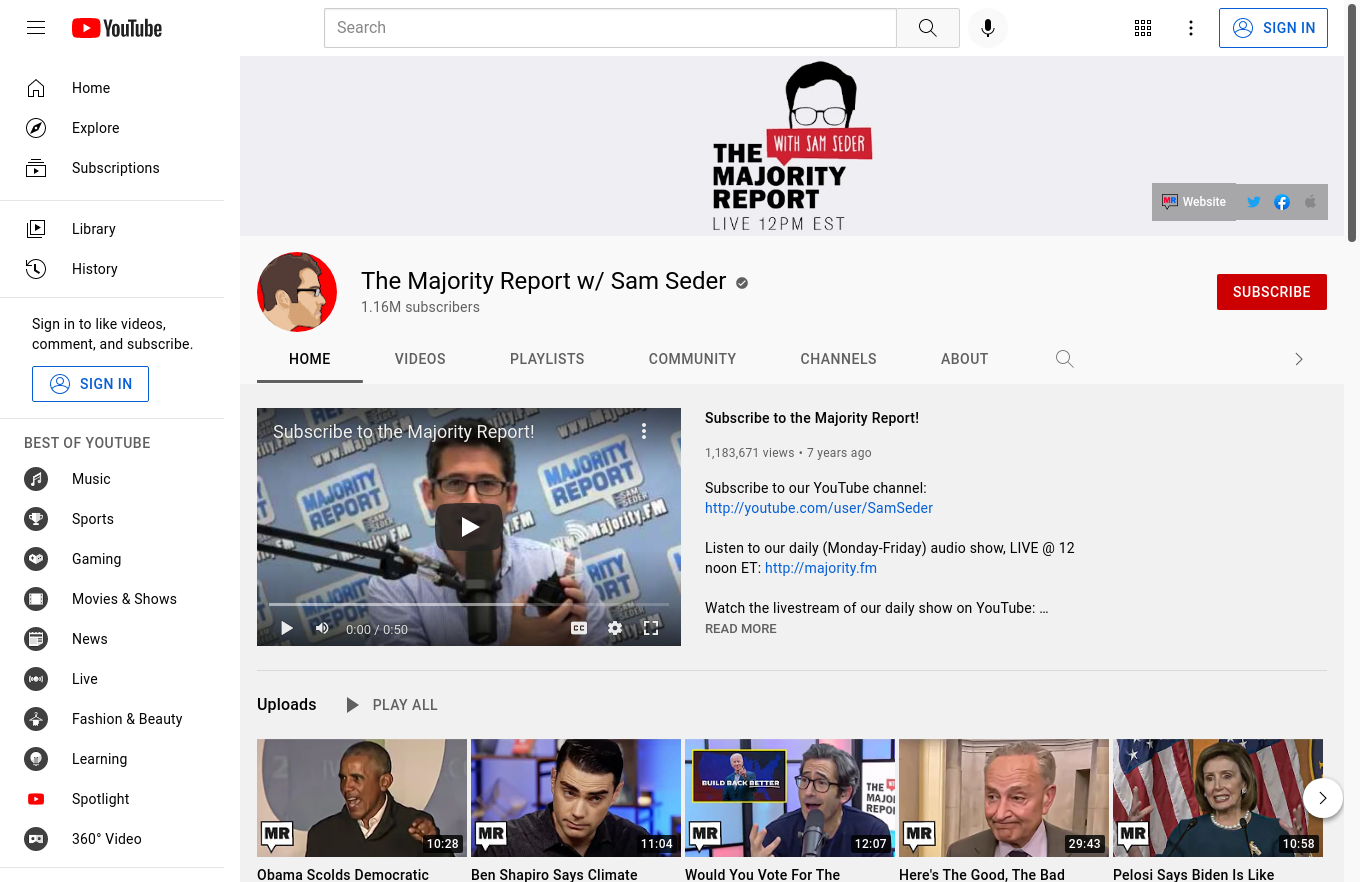 YouTube
Search
SIGN IN
Home
Explore
Subscriptions
Library
History
Sign in to like videos,
comment, and subscribe.
SIGN IN
BEST OF YOUTUBE
Music
Sports
Gaming
Movies & Shows
News
Live
Fashion & Beauty
Learning
Spotlight
360° Video
WITH SAM SEDER
THE
MAJORITY
REPORT
LIVE 12PM EST
MR Website
The Majority Report w/ Sam Seder
1.16M subscribers
SUBSCRIBE
HOME VIDEOS PLAYLISTS COMMUNITY CHANNELS ABOUT
Subscribe to the Majority Report!
MAJORITY
REPORT
SAM
SEDER
MAJORITY
REPORT
SAM
SEDER
Majority.FM
0:00 / 0:50
CC
Subscribe to the Majority Report!
1,183,671 views • 7 years ago
Subscribe to our YouTube channel:
http://youtube.com/user/SamSeder
Listen to our daily (Monday-Friday) audio show, LIVE @ 12
noon ET: http://majority.fm
Watch the livestream of our daily show on YouTube: ...
READ MORE
Uploads PLAY ALL
MR 10:28
MR 11:04
BUILD BACK BETTER
MR 12:07
MR 29:43
MR 10:58
Obama Scolds Democratic
Ben Shapiro Says Climate
Would You Vote For The
Here's The Good, The Bad
Pelosi Says Biden Is Like